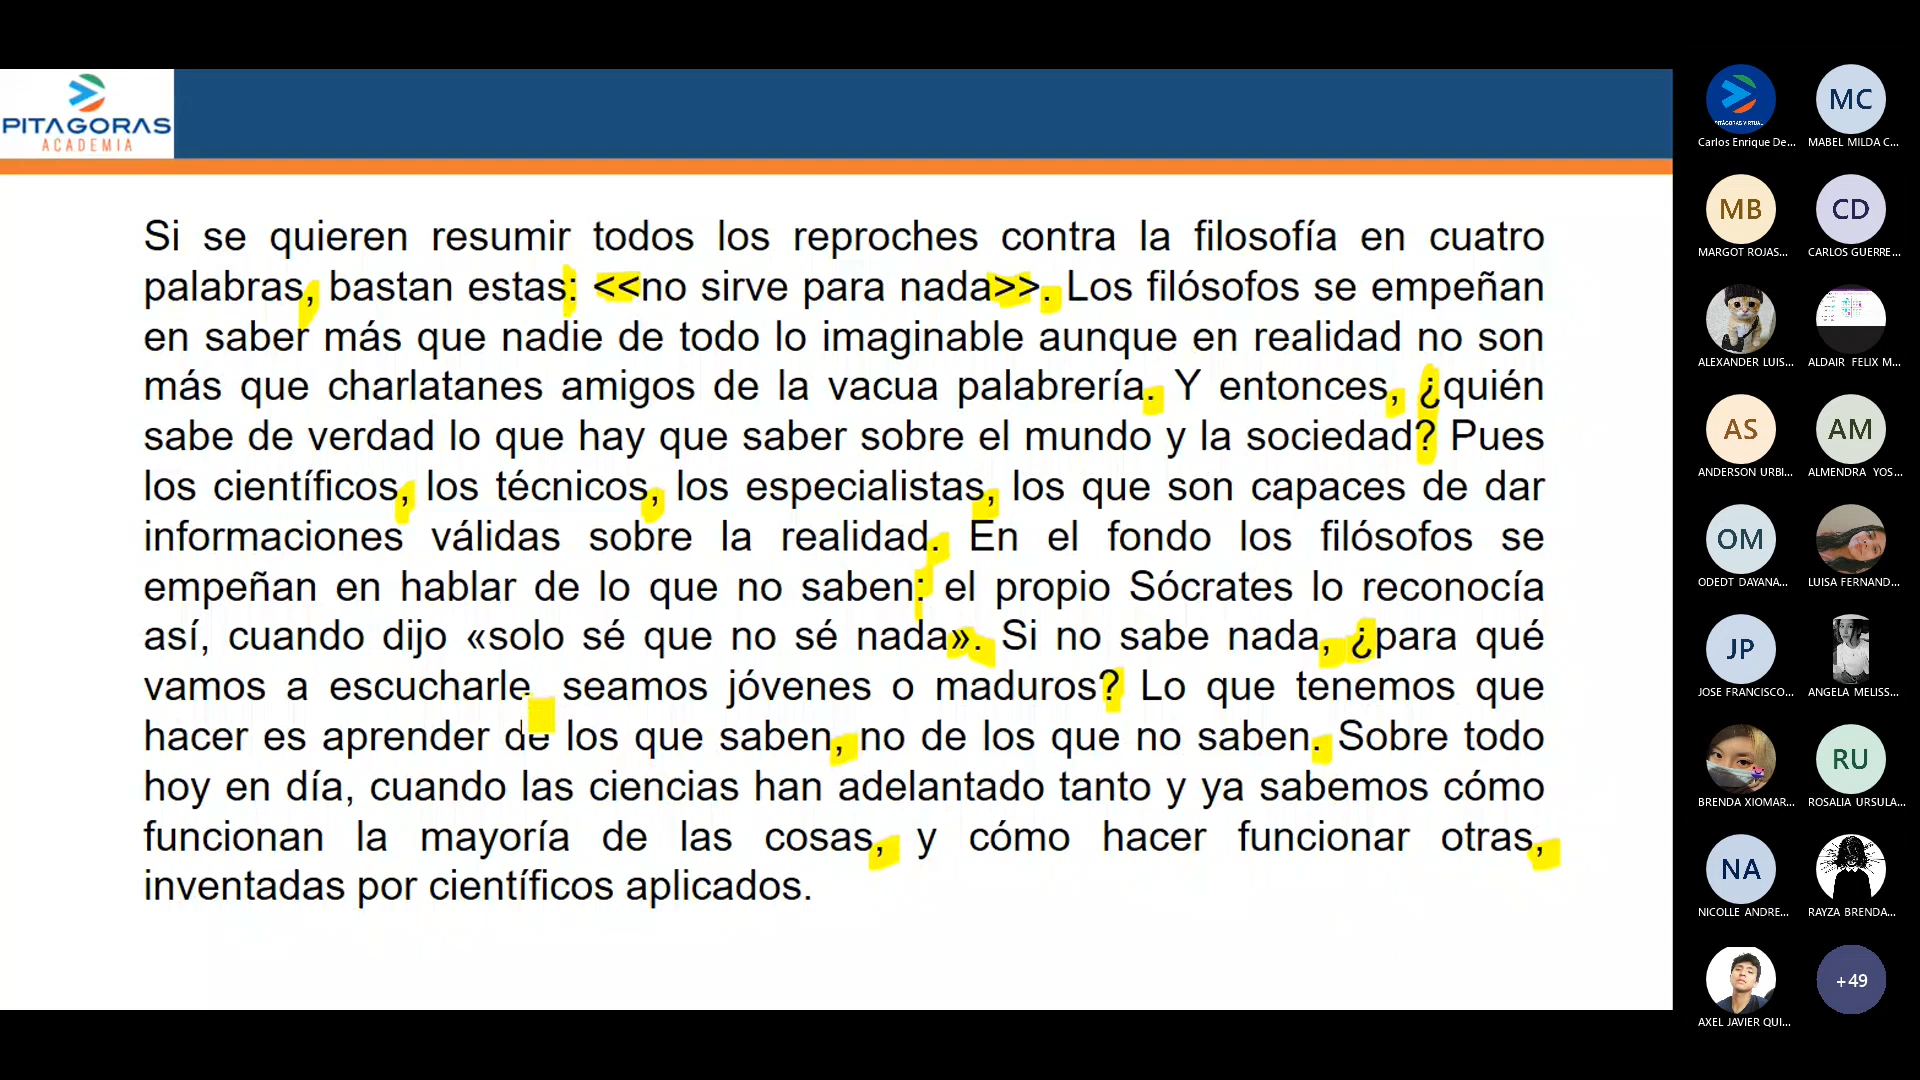 PITAGORAS
ACADEMIA
Si se quieren resumir todos los reproches contra la filosofía en cuatro
palabras, bastan estas: <<no sirve para nada>>. Los filósofos se empeñan
en saber más que nadie de todo lo imaginable aunque en realidad no son
más que charlatanes amigos de la vacua palabrería. Y entonces, ¿quién
sabe de verdad lo que hay que saber sobre el mundo y la sociedad? Pues
los científicos, los técnicos, los especialistas, los que son capaces de dar
informaciones válidas sobre la realidad. En el fondo los filósofos se
empeñan en hablar de lo que no saben: el propio Sócrates lo reconocía
así, cuando dijo «solo sé que no sé nada». Si no sabe nada, ¿para qué
vamos a escucharle, seamos jóvenes o maduros? Lo que tenemos que
hacer es aprender de los que saben, no de los que no saben. Sobre todo
hoy en día, cuando las ciencias han adelantado tanto y ya sabemos cómo
funcionan la mayoría de las cosas, y cómo hacer funcionar otras,
inventadas por científicos aplicados.
PITÁGORAS VIRTUAL
Carlos Enrique De...
MC
MABEL MILDA C...
MB
MARGOT ROJAS...
CD
CARLOS GUERRE...
ALEXANDER LUIS...
ALDAIR FELIX M...
AS
ANDERSON URBI...
AM
ALMENDRA YOS...
OM
ODEDT DAYANA...
LUISA FERNAND...
JP
JOSE FRANCISCO...
ANGELA MELISS...
BRENDA XIOMAR...
RU
ROSALIA URSULA...
NA
NICOLLE ANDRE...
RAYZA BRENDA...
AXEL JAVIER QUI...
+49